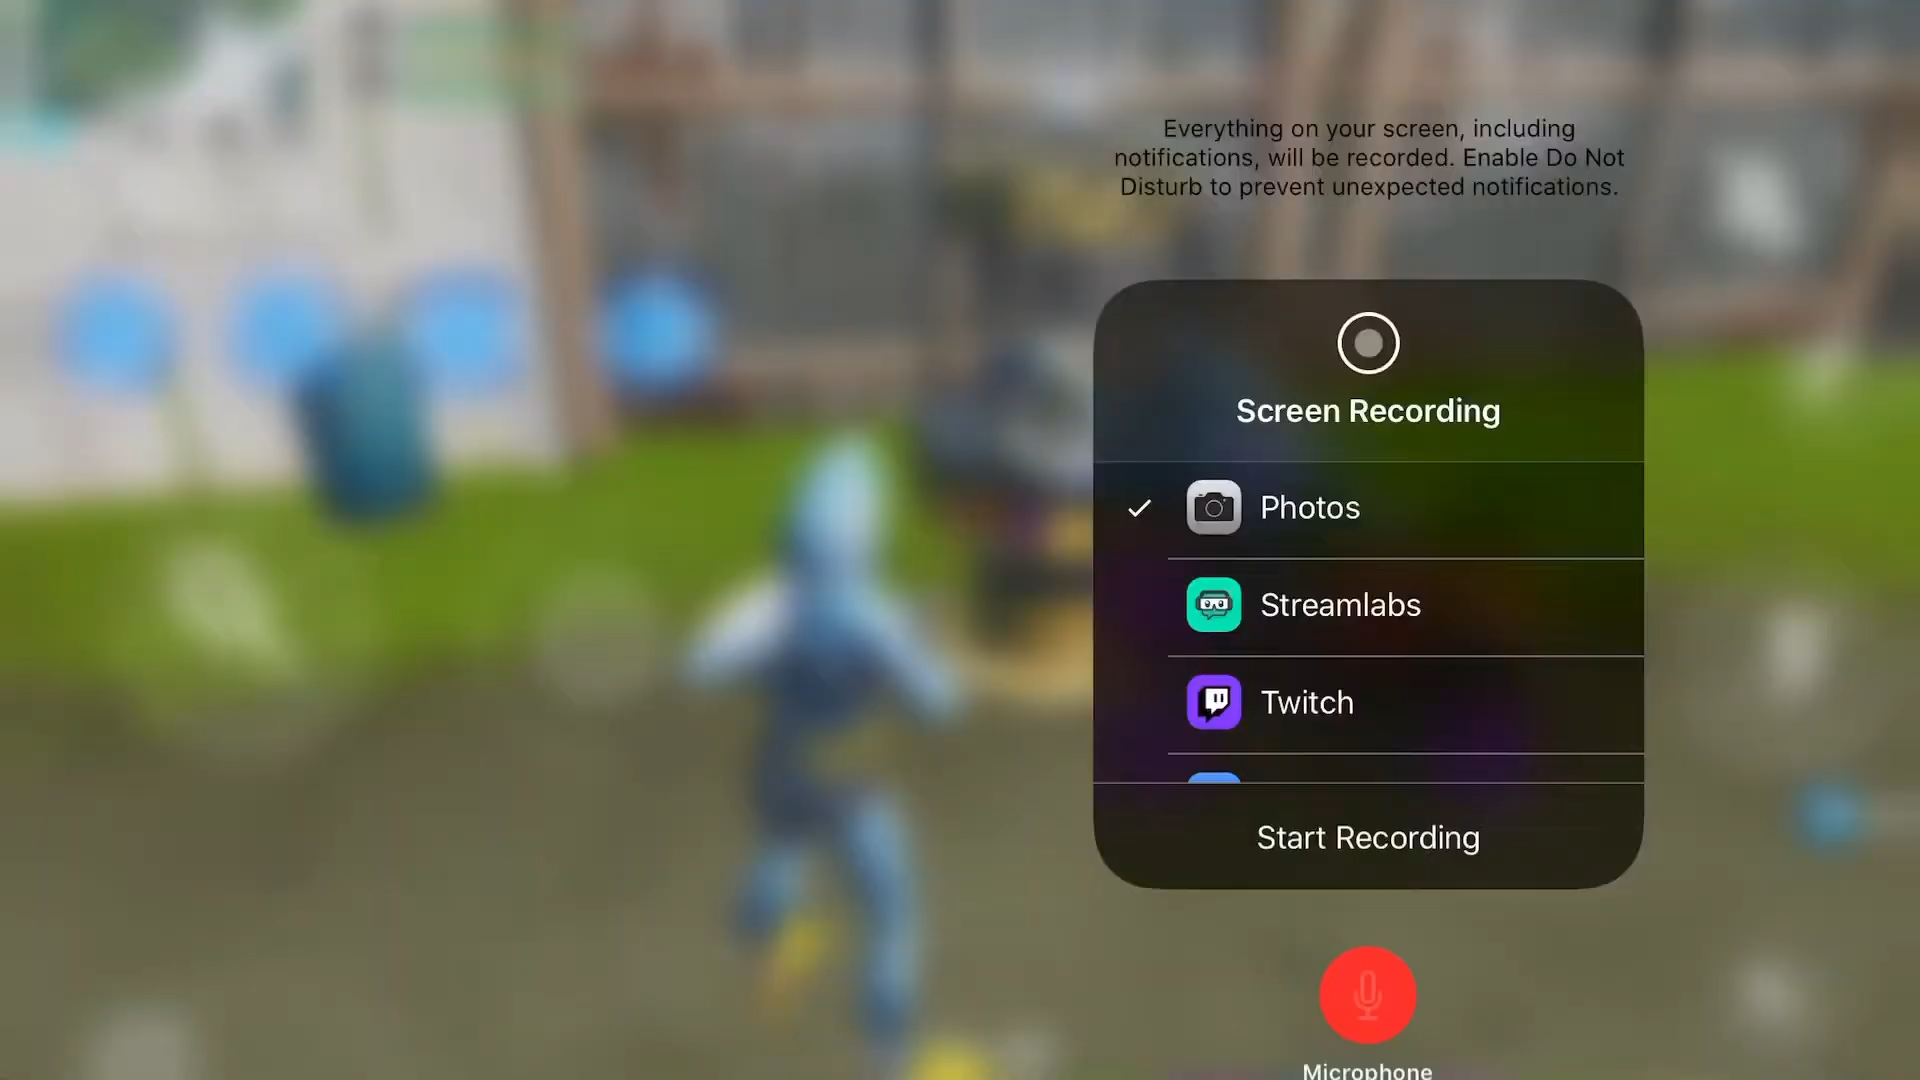 Everything on your screen, including
notifications, will be recorded. Enable Do Not
Disturb to prevent unexpected notifications.
Screen Recording
Photos
Streamlabs
Twitch
Start Recording
Microphone